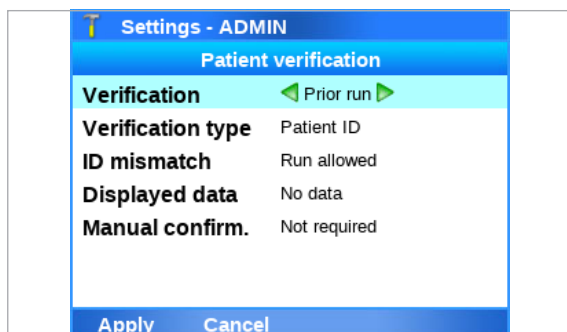 Settings - ADMIN
Patient verification
Verification Prior run
Verification type Patient ID
ID mismatch Run allowed
Displayed data No data
Manual confirm. Not required
Apply Cancel